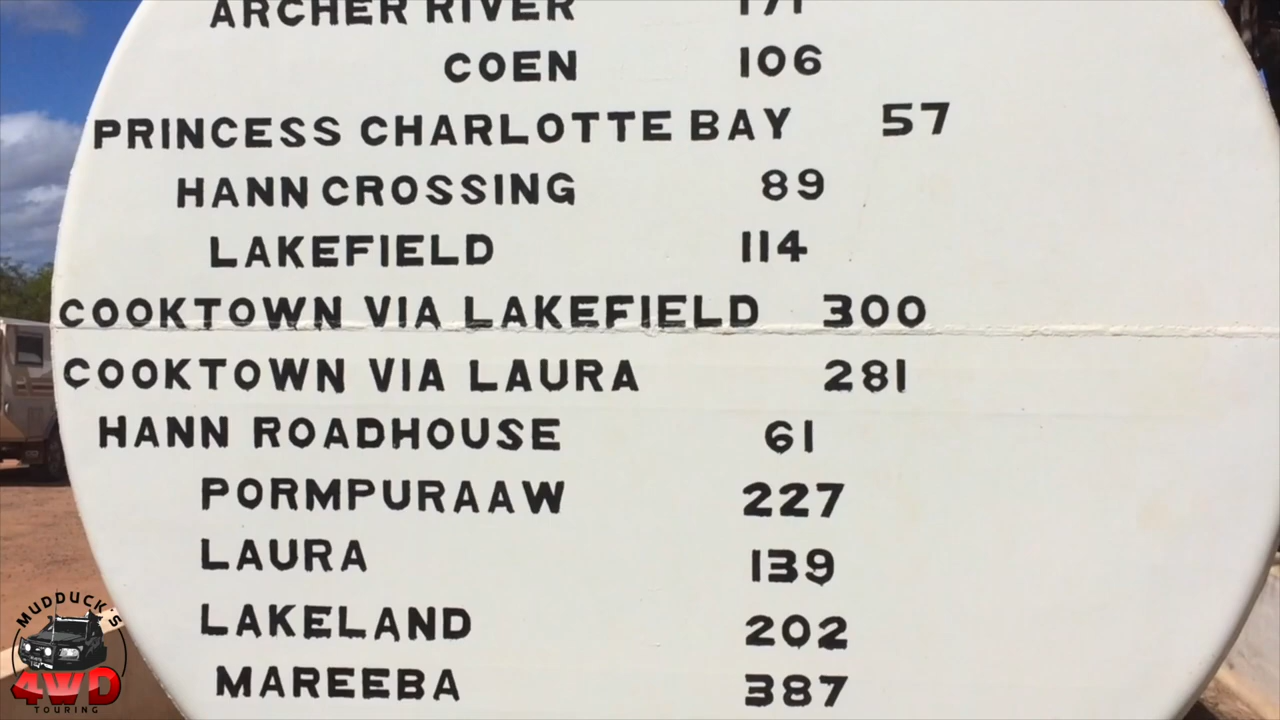 ARCHER RIVER 171
COEN 106
PRINCESS CHARLOTTE BAY 57
HANN CROSSING 89
LAKEFIELD 114
COOKTOWN VIA LAKEFIELD 300
COOKTOWN VIA LAURA 281
HANN ROADHOUSE 61
PORMPURAAW 227
LAURA 139
LAKELAND 202
MAREEBA 387
MUDDUCK'S
4WD
TOURING